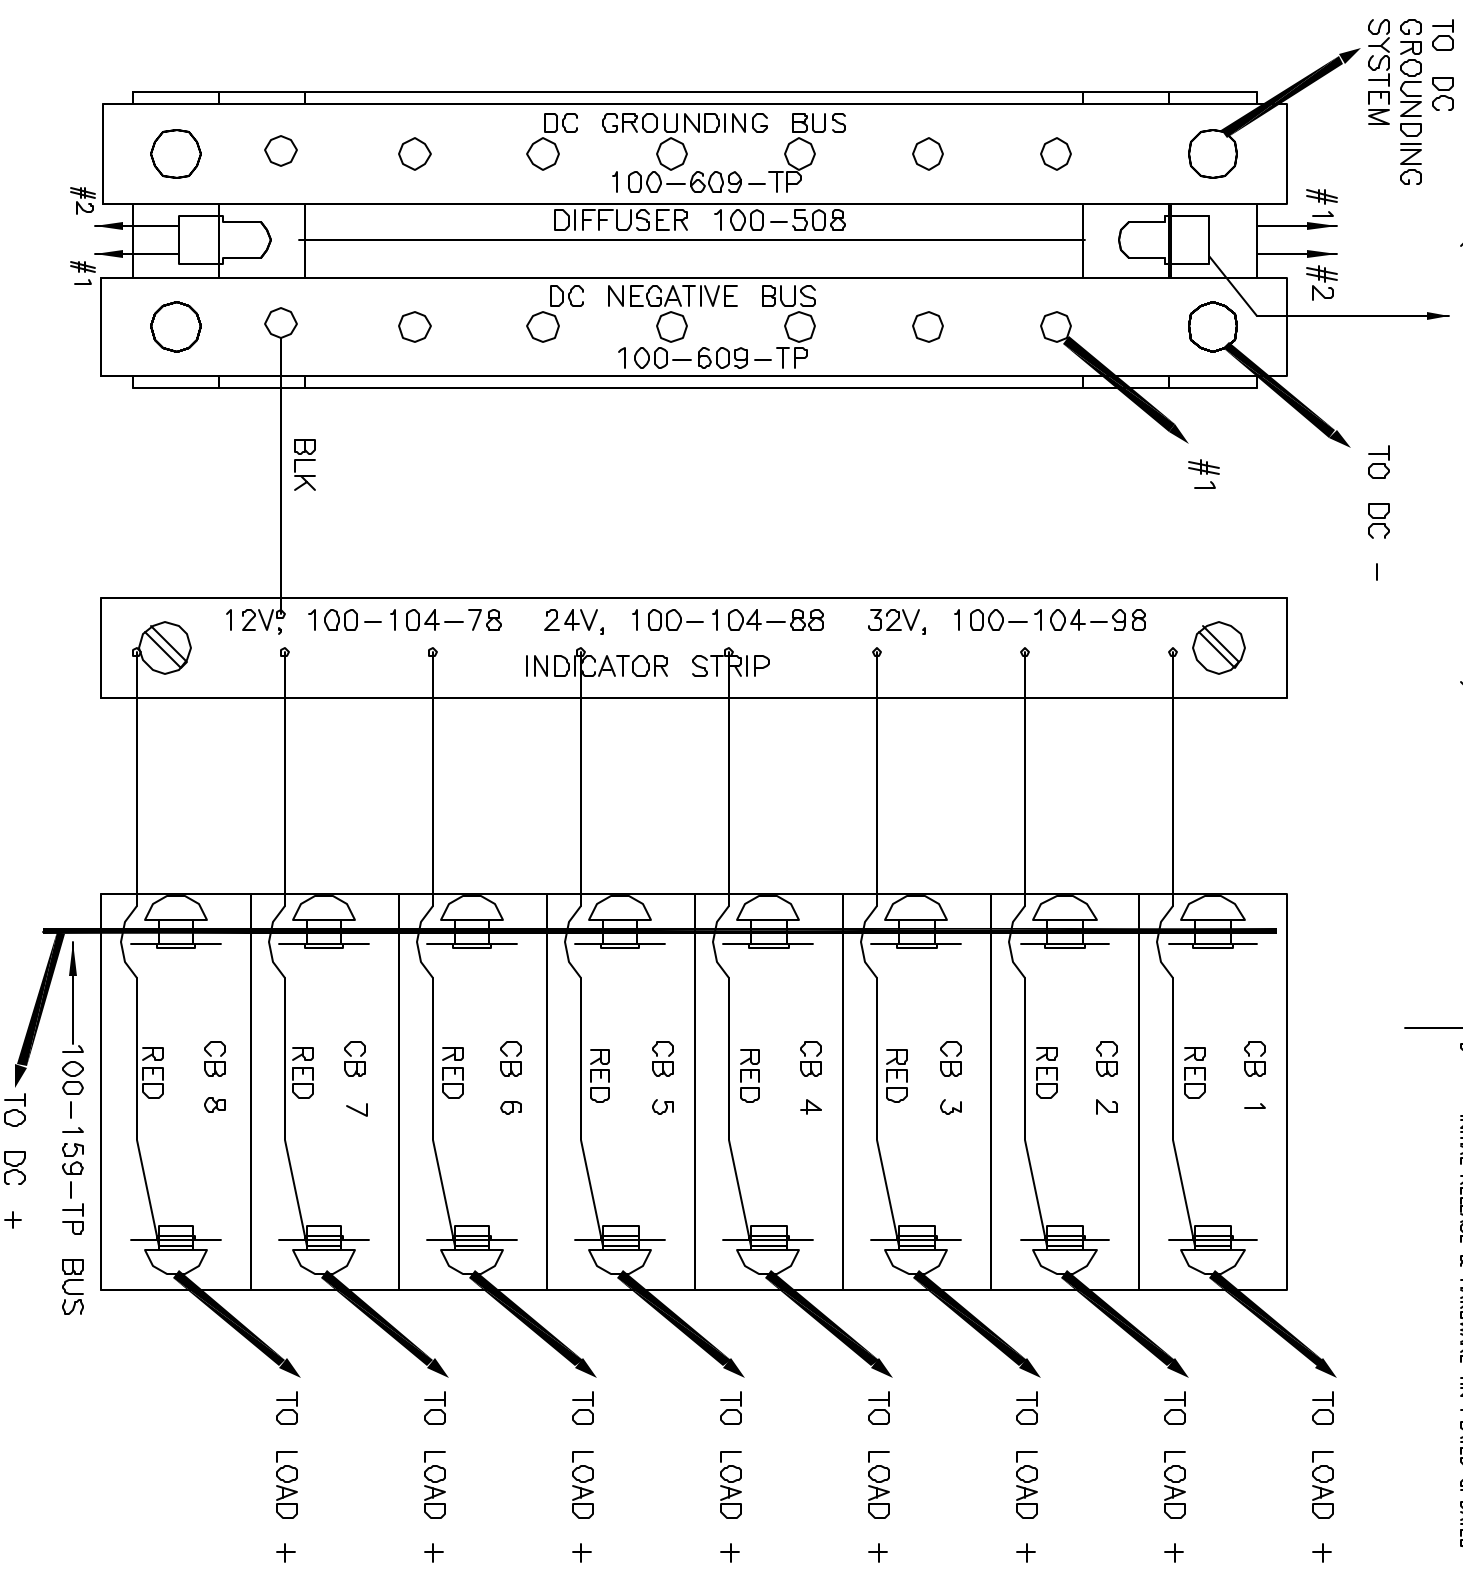 TO DC
GROUNDING
SYSTEM
DC GROUNDING BUS
100-609-TP
#2
#1
DIFFUSER 100-508
#1
#2
DC NEGATIVE BUS
100-609-TP
BLK
#1
TO DC -
12V, 100-104-78 24V, 100-104-88 32V, 100-104-98
INDICATOR STRIP
CB 8
RED
CB 7
RED
CB 6
RED
CB 5
RED
CB 4
RED
CB 3
RED
CB 2
RED
CB 1
RED
100-159-TP BUS
TO DC +
TO LOAD +
TO LOAD +
TO LOAD +
TO LOAD +
TO LOAD +
TO LOAD +
TO LOAD +
TO LOAD +